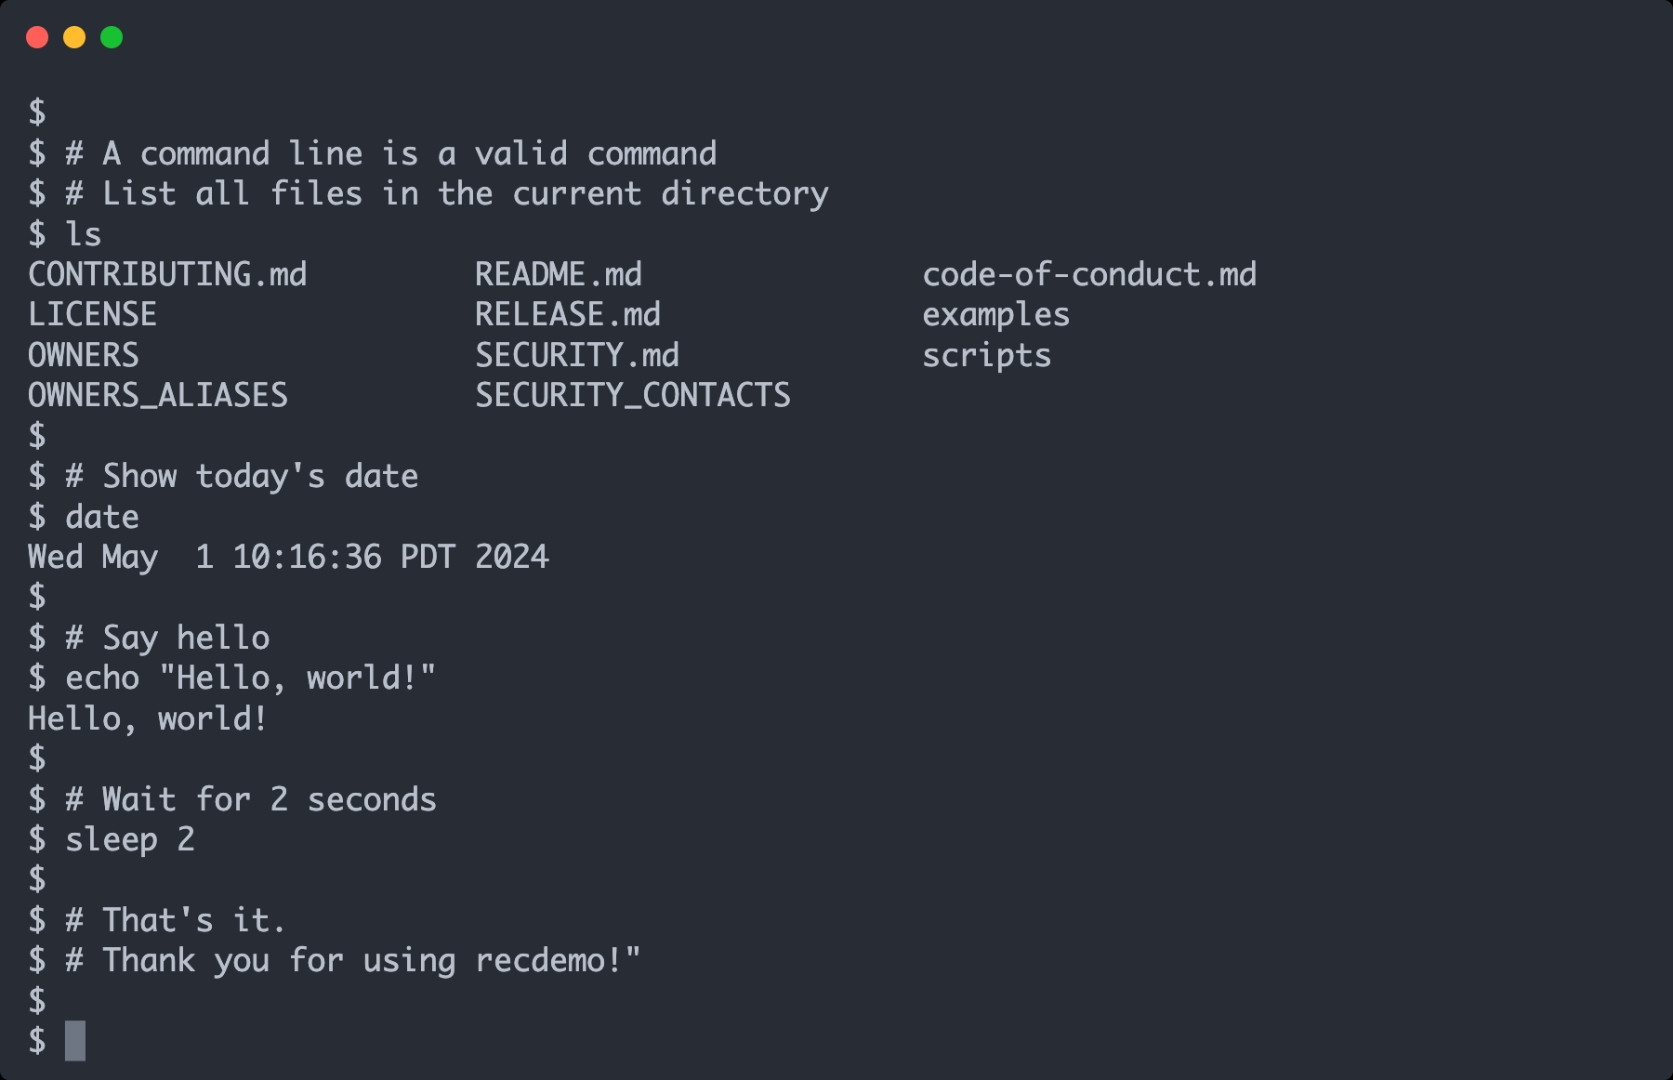 $
$ # A command line is a valid command
$ # List all files in the current directory
$ ls
CONTRIBUTING.md         README.md               code-of-conduct.md
LICENSE                 RELEASE.md              examples
OWNERS                  SECURITY.md             scripts
OWNERS_ALIASES          SECURITY_CONTACTS
$
$ # Show today's date
$ date
Wed May  1 10:16:36 PDT 2024
$
$ # Say hello
$ echo "Hello, world!"
Hello, world!
$
$ # Wait for 2 seconds
$ sleep 2
$
$ # That's it.
$ # Thank you for using recdemo!"
$
$